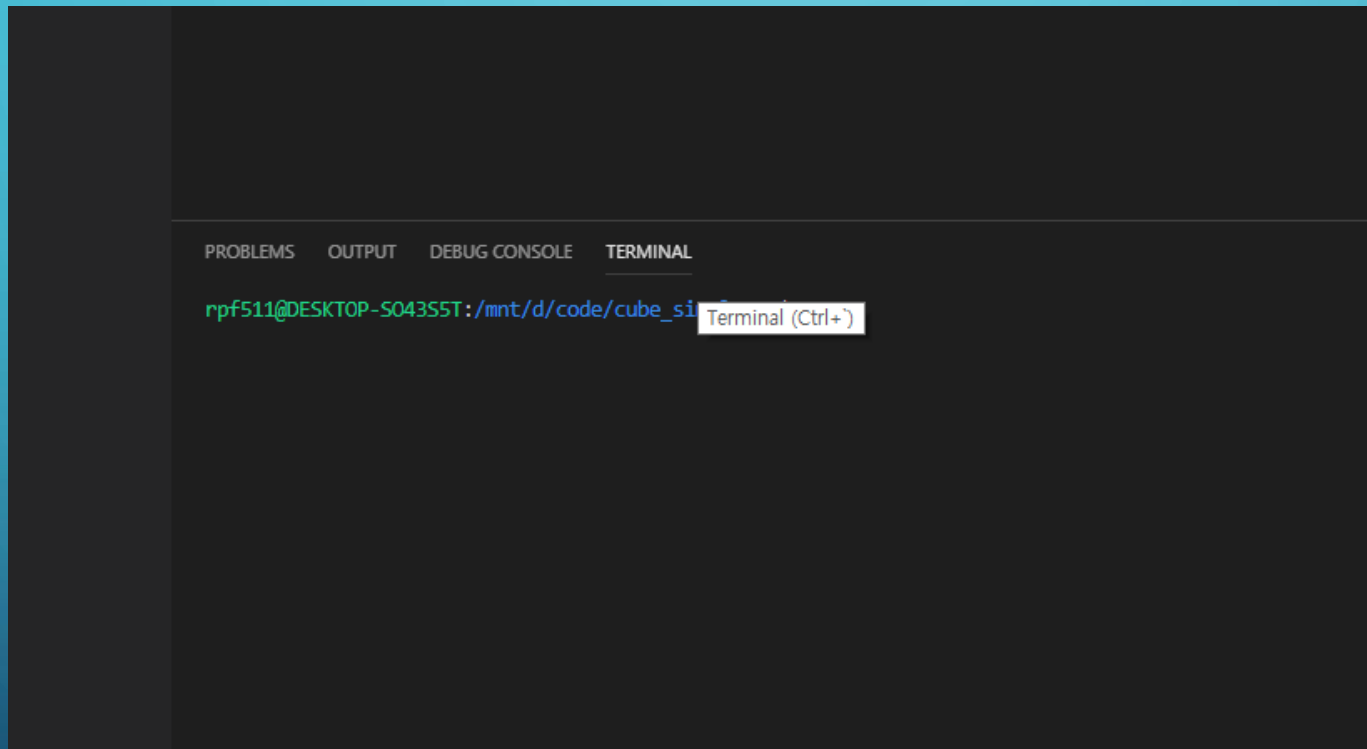 PROBLEMS OUTPUT DEBUG CONSOLE TERMINAL
rpf511@DESKTOP-SO43S5T:/mnt/d/code/cube_si
Terminal (Ctrl+`)